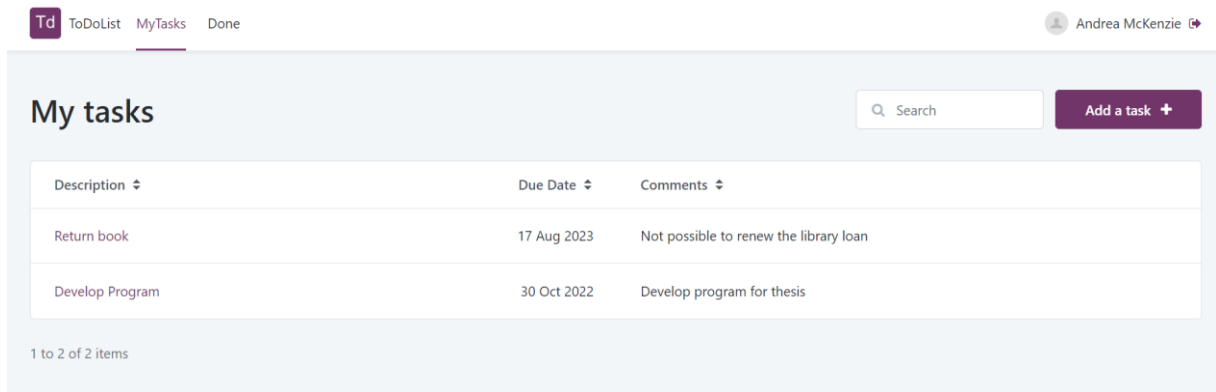 Td ToDoList MyTasks Done Andrea McKenzie
My tasks
Search
Add a task
Description Due Date Comments
Return book 17 Aug 2023 Not possible to renew the library loan
Develop Program 30 Oct 2022 Develop program for thesis
1 to 2 of 2 items